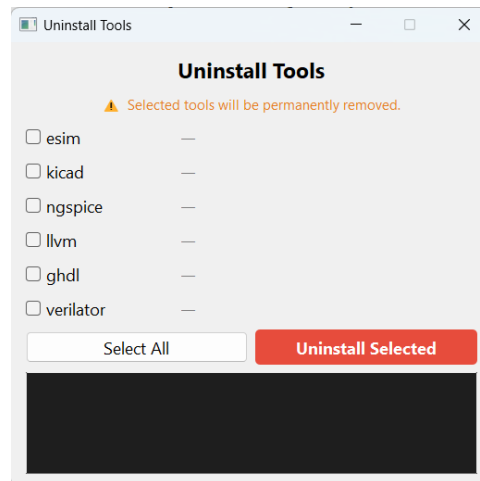 Uninstall Tools
Uninstall Tools
⚠ Selected tools will be permanently removed.
esim —
kicad —
ngspice —
llvm —
ghdl —
verilator —
Select All Uninstall Selected